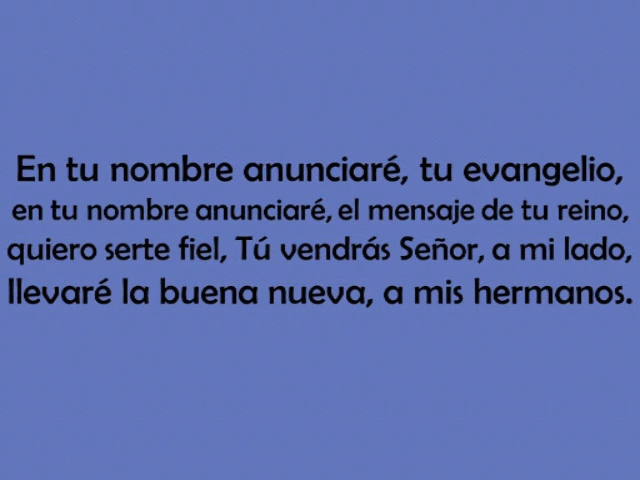 En tu nombre anunciaré, tu evangelio,
en tu nombre anunciaré, el mensaje de tu reino,
quiero serte fiel, Tú vendrás Señor, a mi lado,
llevaré la buena nueva, a mis hermanos.